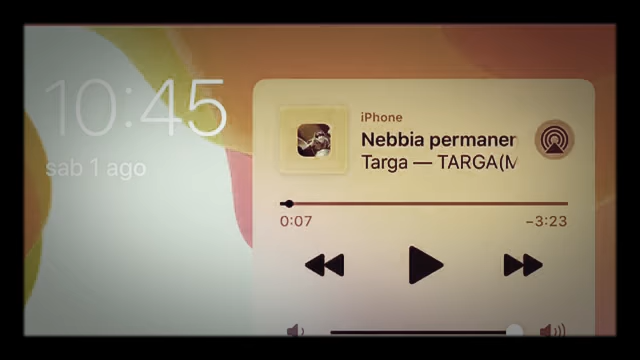 10:45
sab 1 ago
iPhone
Nebbia permaner
Targa — TARGA(M
0:07
-3:23